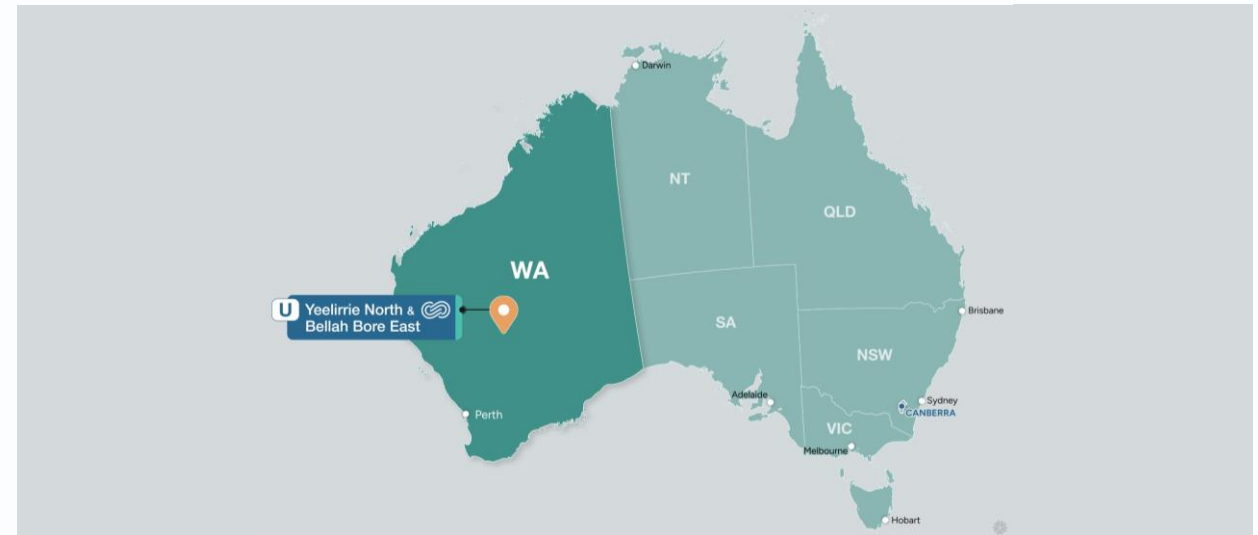 Darwin
NT
QLD
WA
U
Yeelirrie North &
Bellah Bore East
Brisbane
SA
NSW
Adelaide
Sydney
CANBERRA
Perth
VIC
Melbourne
Hobart